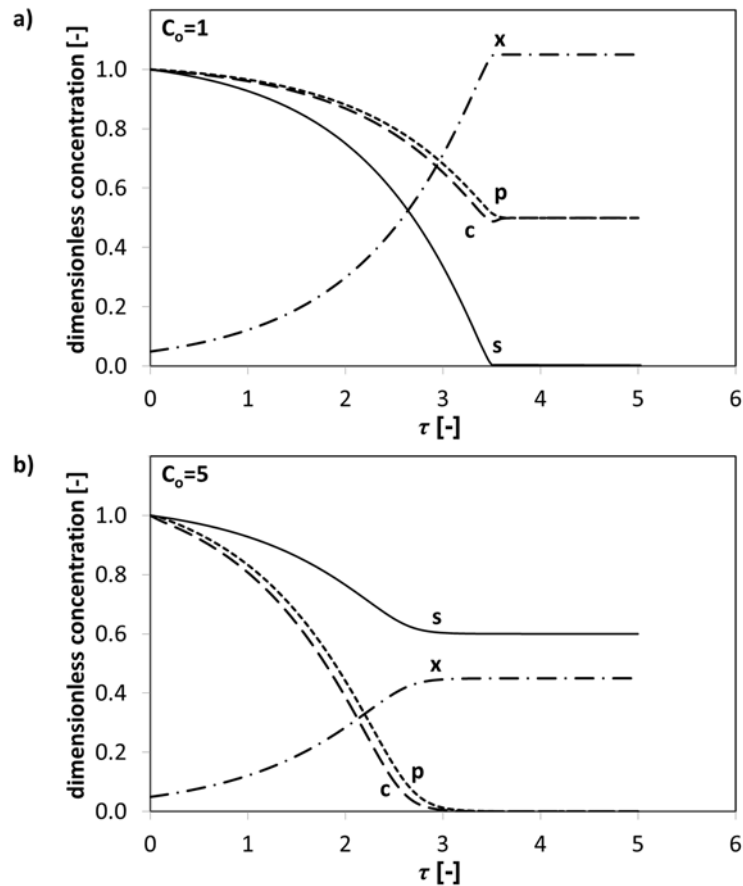 a)
C₀=1
dimensionless concentration [-]
1.0
0.8
0.6
0.4
0.2
0.0
x
p
c
s
0 1 2 3 4 5 6
τ [-]
b)
C₀=5
dimensionless concentration [-]
1.0
0.8
0.6
0.4
0.2
0.0
s
x
p
c
0 1 2 3 4 5 6
τ [-]